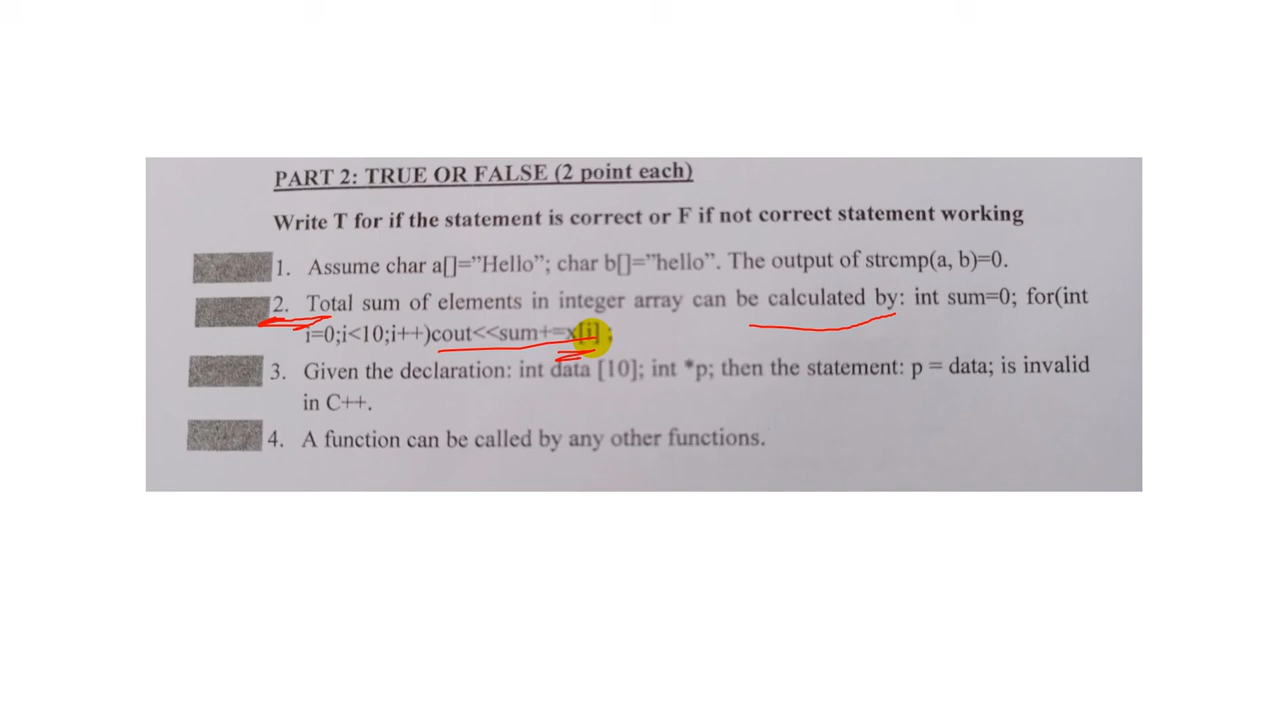 PART 2: TRUE OR FALSE (2 point each)
Write T for if the statement is correct or F if not correct statement working
1. Assume char a[]=”Hello”; char b[]=”hello”. The output of strcmp(a, b)=0.
2. Total sum of elements in integer array can be calculated by: int sum=0; for(int
i=0;i<10;i++)cout<<sum+=x[i] ;
3. Given the declaration: int data [10]; int *p; then the statement: p = data; is invalid
in C++.
4. A function can be called by any other functions.